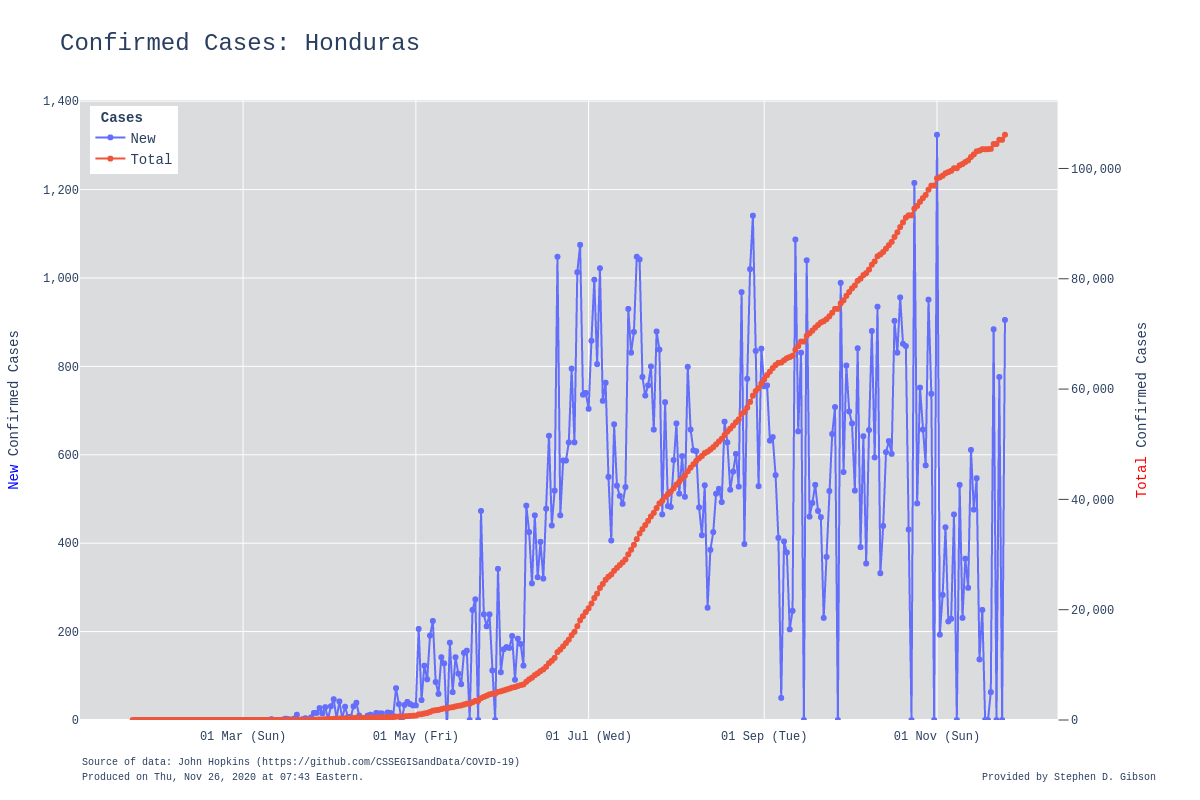 Confirmed Cases: Honduras
Cases
New
Total
1,400
1,200
1,000
800
600
400
200
0
100,000
80,000
60,000
40,000
20,000
0
New Confirmed Cases
Total Confirmed Cases
01 Mar (Sun)
01 May (Fri)
01 Jul (Wed)
01 Sep (Tue)
01 Nov (Sun)
Source of data: John Hopkins (https://github.com/CSSEGISandData/COVID-19)
Produced on Thu, Nov 26, 2020 at 07:43 Eastern.
Provided by Stephen D. Gibson